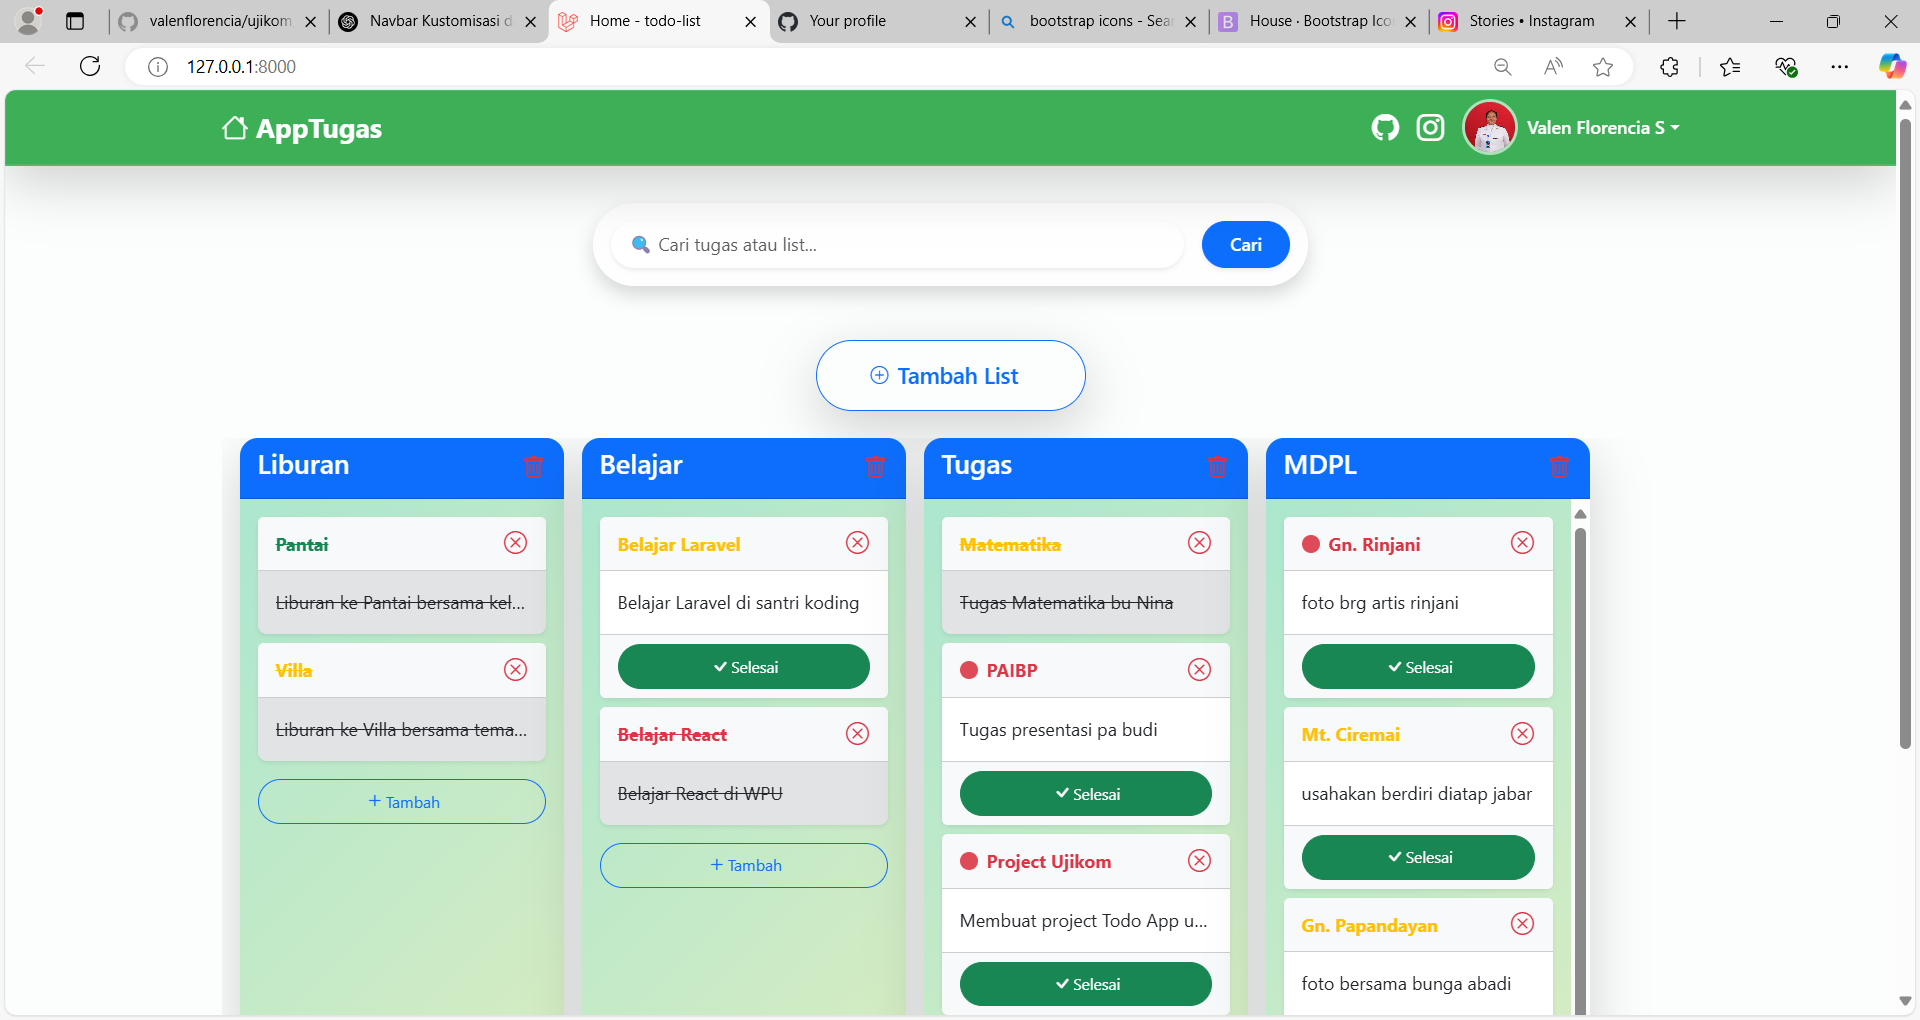 valenflorencia/ujikom
Navbar Kustomisasi d
Home - todo-list
Your profile
bootstrap icons - Sear
House · Bootstrap Ico
Stories • Instagram
127.0.0.1:8000
AppTugas
Valen Florencia S
Cari tugas atau list...
Cari
Tambah List
Liburan
Pantai
Liburan ke Pantai bersama kel...
Villa
Liburan ke Villa bersama tema...
+ Tambah
Belajar
Belajar Laravel
Belajar Laravel di santri koding
✓ Selesai
Belajar React
Belajar React di WPU
+ Tambah
Tugas
Matematika
Tugas Matematika bu Nina
PAIBP
Tugas presentasi pa budi
✓ Selesai
Project Ujikom
Membuat project Todo App u...
✓ Selesai
MDPL
Gn. Rinjani
foto brg artis rinjani
✓ Selesai
Mt. Ciremai
usahakan berdiri diatap jabar
✓ Selesai
Gn. Papandayan
foto bersama bunga abadi